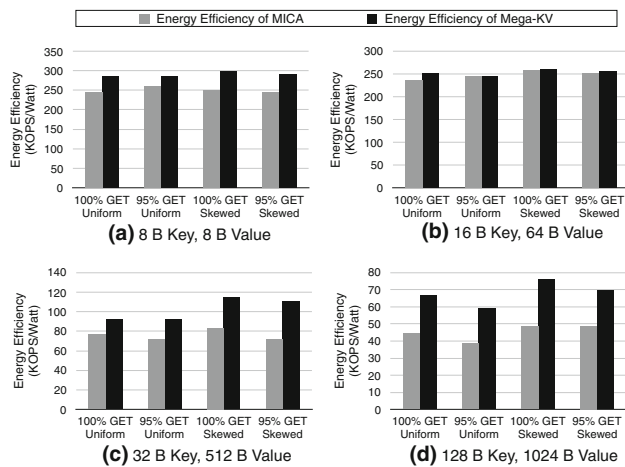 Energy Efficiency of MICA
Energy Efficiency of Mega-KV
Energy Efficiency
(KOPS/Watt)
350
300
250
200
150
100
50
0
100% GET
Uniform
95% GET
Uniform
100% GET
Skewed
95% GET
Skewed
(a) 8 B Key, 8 B Value
Energy Efficiency
(KOPS/Watt)
300
250
200
150
100
50
0
100% GET
Uniform
95% GET
Uniform
100% GET
Skewed
95% GET
Skewed
(b) 16 B Key, 64 B Value
Energy Efficiency
(KOPS/Watt)
140
120
100
80
60
40
20
0
100% GET
Uniform
95% GET
Uniform
100% GET
Skewed
95% GET
Skewed
(c) 32 B Key, 512 B Value
Energy Efficiency
(KOPS/Watt)
80
70
60
50
40
30
20
10
0
100% GET
Uniform
95% GET
Uniform
100% GET
Skewed
95% GET
Skewed
(d) 128 B Key, 1024 B Value